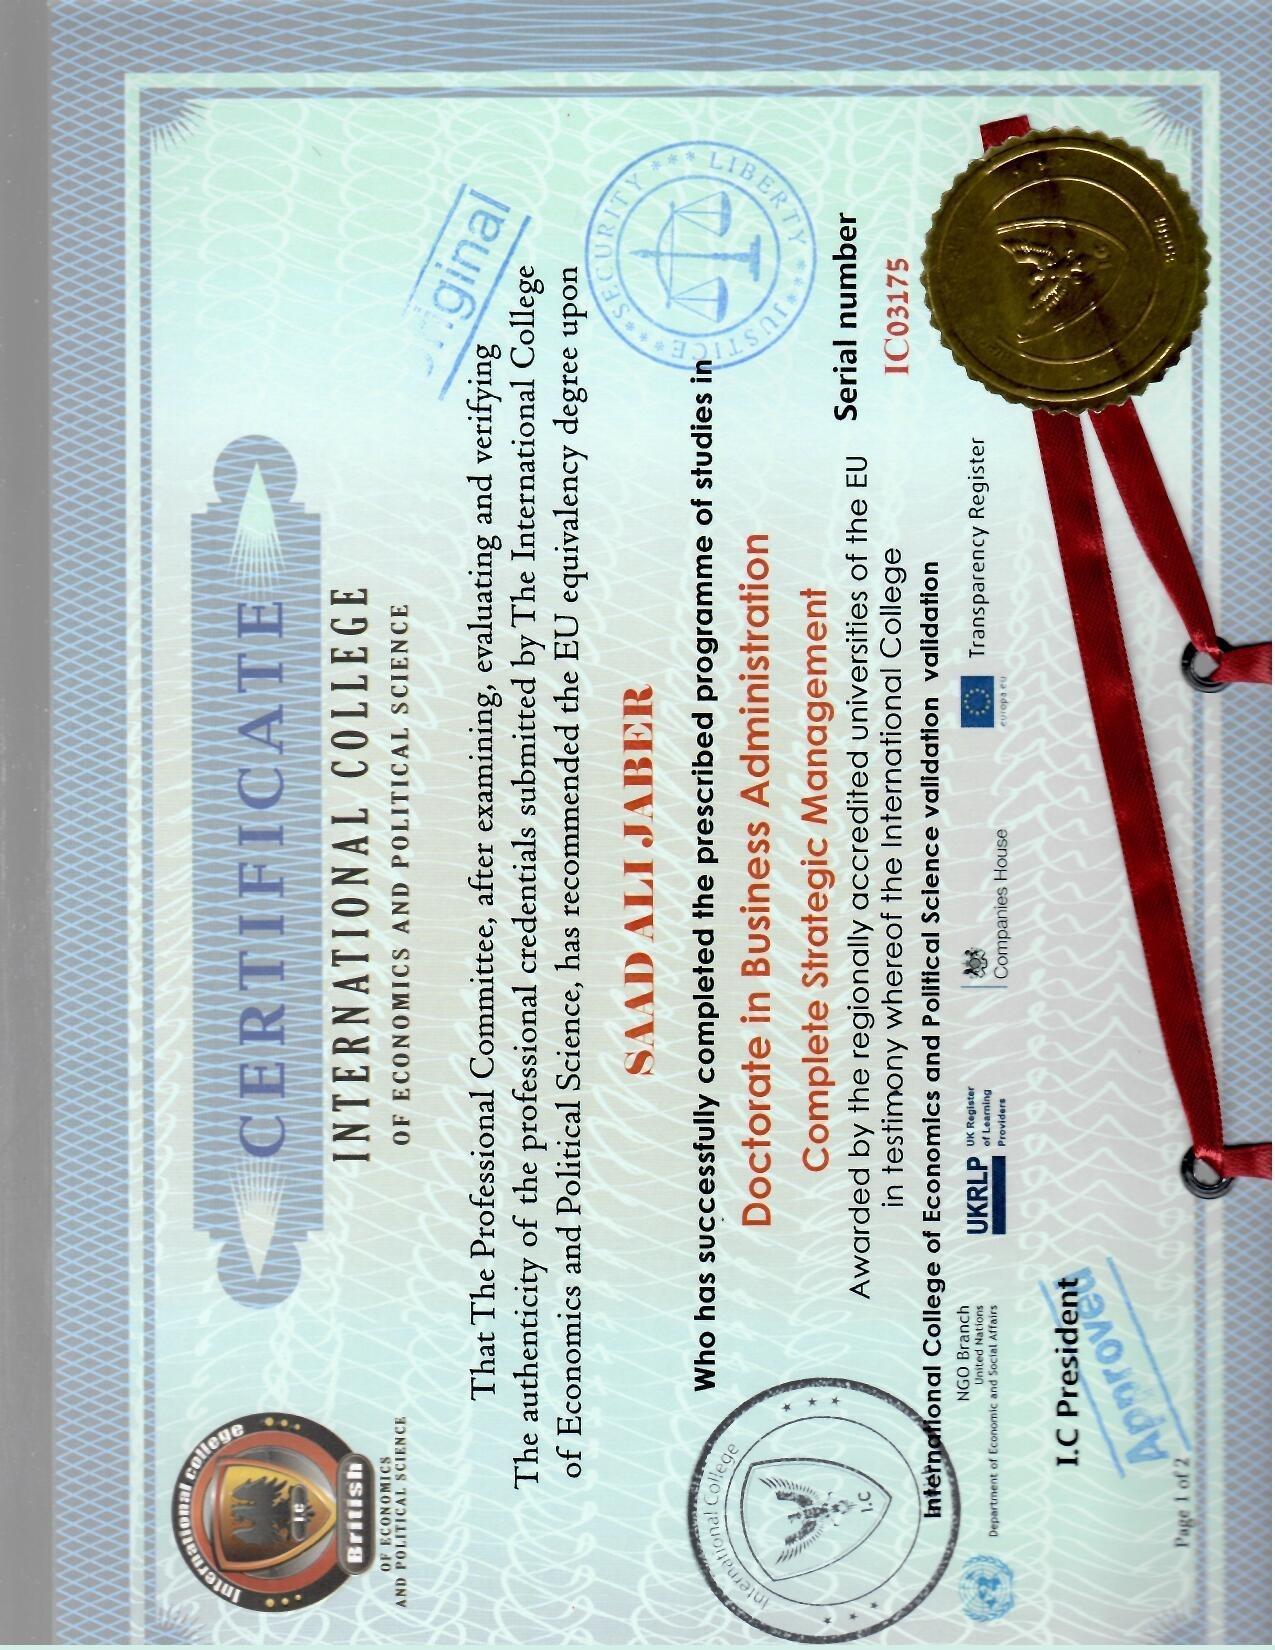 International college
I.C
British
OF ECONOMICS
AND POLITICAL SCIENCE
CERTIFICATE
INTERNATIONAL COLLEGE
OF ECONOMICS AND POLITICAL SCIENCE
Original
That The Professional Committee, after examining, evaluating and verifying
The authenticity of the professional credentials submitted by The International College
of Economics and Political Science, has recommended the EU equivalency degree upon
SAAD ALI JABER
Who has successfully completed the prescribed programme of studies in
Doctorate in Business Administration
Complete Strategic Management
Awarded by the regionally accredited universities of the EU
in testimony whereof the International College
JUSTICE*** SECURITY *** LIBERTY ***
Serial number
IC03175
International College
I.C
International College of Economics and Political Science validation validation
NGO Branch
United Nations
Department of Economic and Social Affairs
UKRLP
UK Register
of Learning
Providers
Companies House
europa eu
Transparency Register
I.C President
Approved
Page 1 of 2